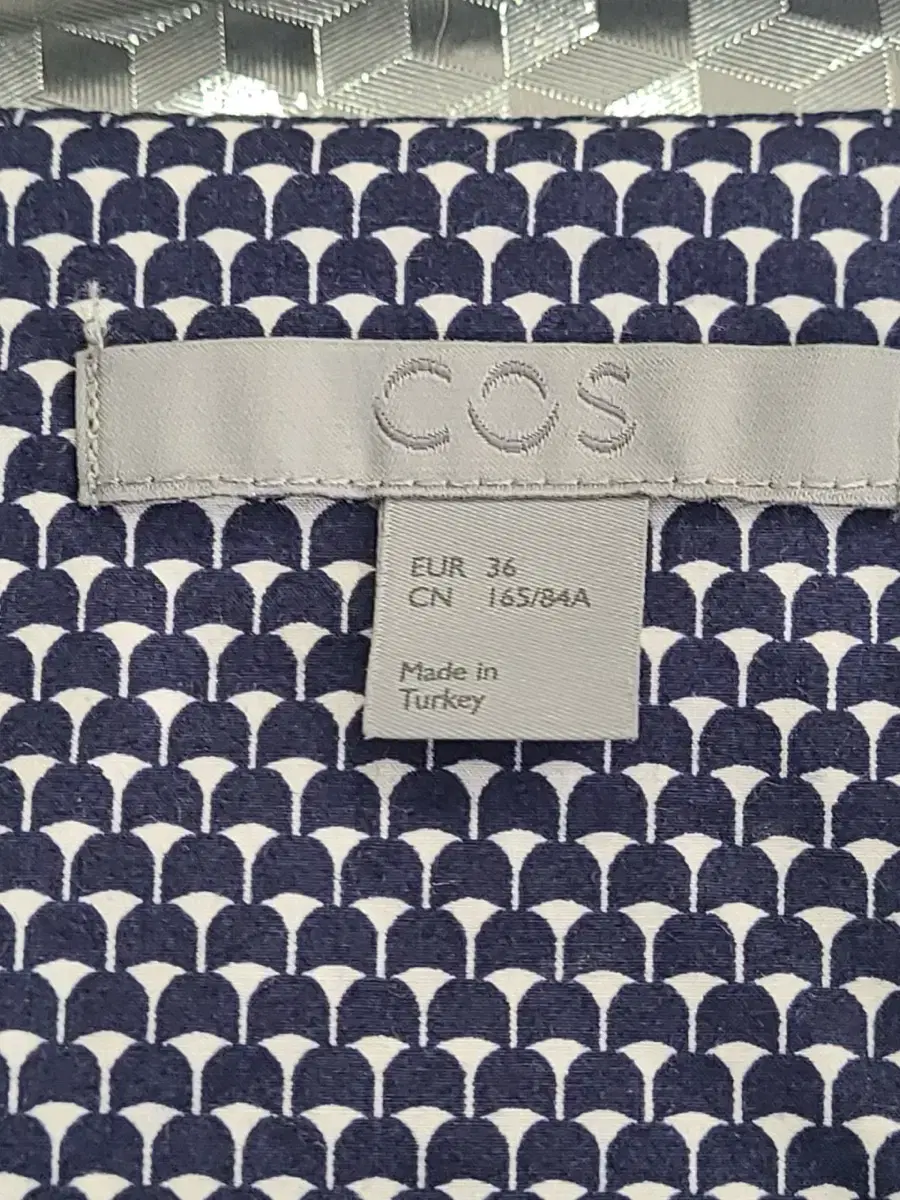 COS
EUR 36
CN 165/84A
Made in
Turkey